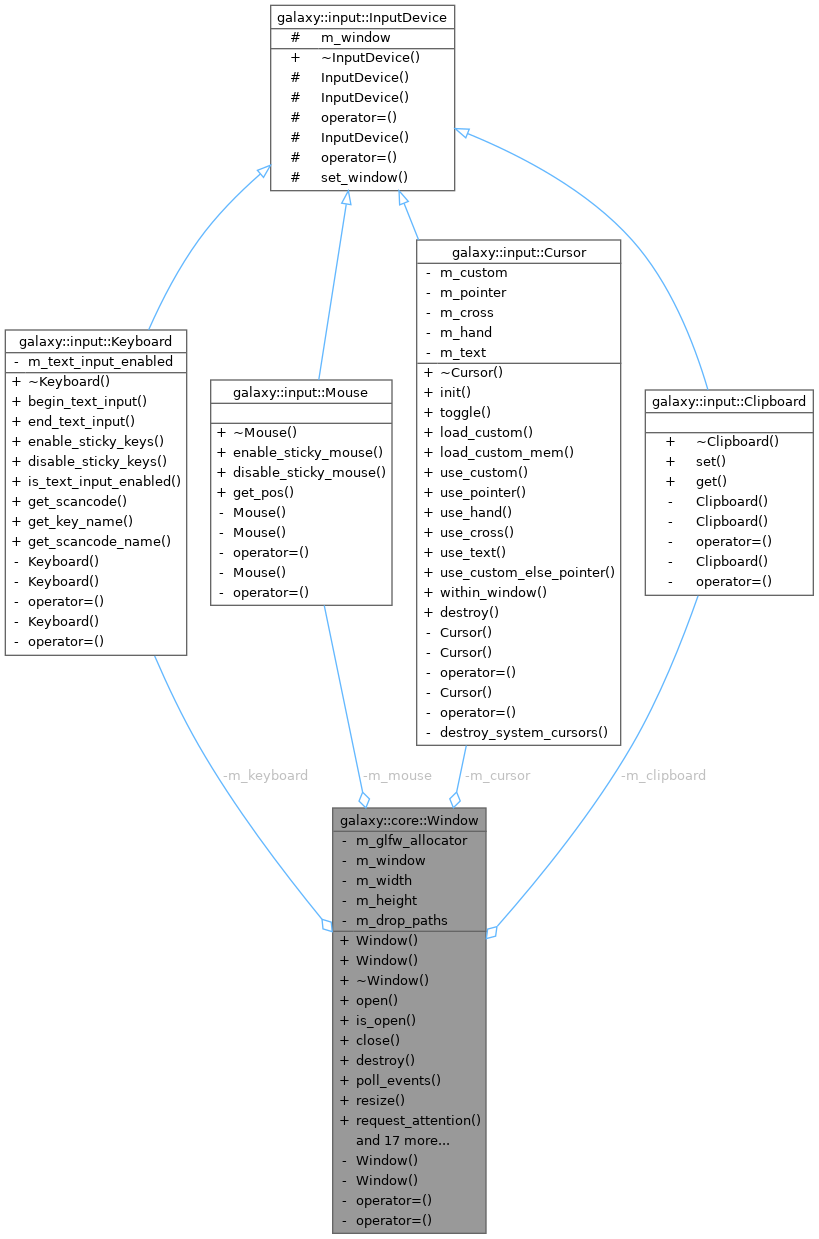 galaxy::input::InputDevice
# m_window
+ ~InputDevice()
# InputDevice()
# InputDevice()
# operator=()
# InputDevice()
# operator=()
# set_window()
galaxy::input::Keyboard
- m_text_input_enabled
+ ~Keyboard()
+ begin_text_input()
+ end_text_input()
+ enable_sticky_keys()
+ disable_sticky_keys()
+ is_text_input_enabled()
+ get_scancode()
+ get_key_name()
+ get_scancode_name()
- Keyboard()
- Keyboard()
- operator=()
- Keyboard()
- operator=()
galaxy::input::Mouse
+ ~Mouse()
+ enable_sticky_mouse()
+ disable_sticky_mouse()
+ get_pos()
- Mouse()
- Mouse()
- operator=()
- Mouse()
- operator=()
galaxy::input::Cursor
- m_custom
- m_pointer
- m_cross
- m_hand
- m_text
+ ~Cursor()
+ init()
+ toggle()
+ load_custom()
+ load_custom_mem()
+ use_custom()
+ use_pointer()
+ use_hand()
+ use_cross()
+ use_text()
+ use_custom_else_pointer()
+ within_window()
+ destroy()
- Cursor()
- Cursor()
- operator=()
- Cursor()
- operator=()
- destroy_system_cursors()
galaxy::input::Clipboard
+ ~Clipboard()
+ set()
+ get()
- Clipboard()
- Clipboard()
- operator=()
- Clipboard()
- operator=()
-m_keyboard
-m_mouse
-m_cursor
-m_clipboard
galaxy::core::Window
- m_glfw_allocator
- m_window
- m_width
- m_height
- m_drop_paths
+ Window()
+ Window()
+ ~Window()
+ open()
+ is_open()
+ close()
+ destroy()
+ poll_events()
+ resize()
+ request_attention()
and 17 more...
- Window()
- Window()
- operator=()
- operator=()